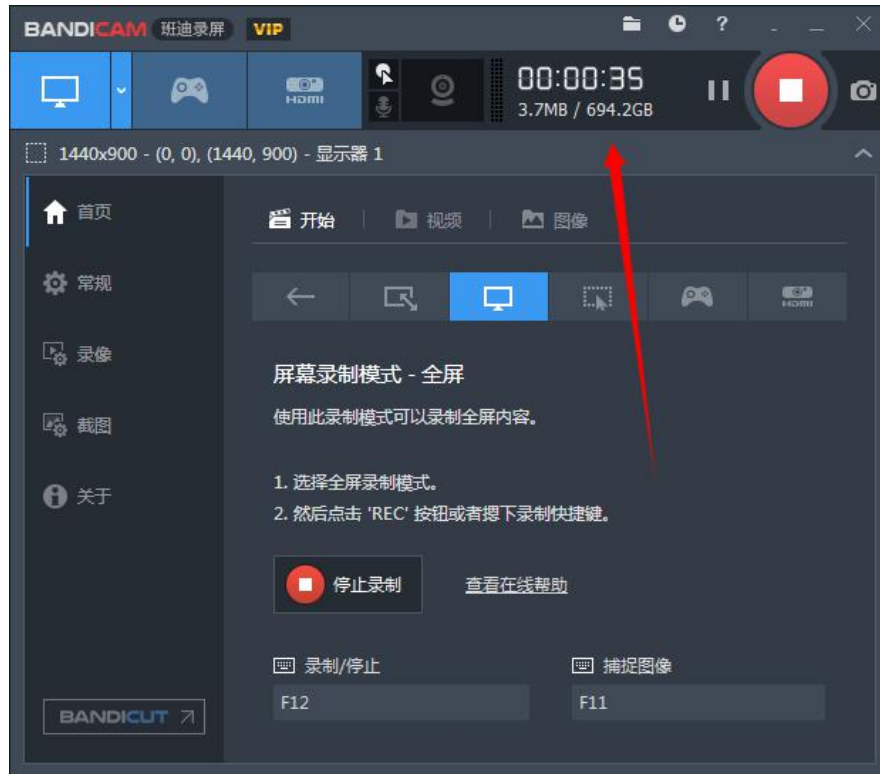 BANDICAM 班迪录屏 VIP
?
HDMI
00:00:35
3.7MB / 694.2GB
1440x900 - (0, 0), (1440, 900) - 显示器 1
首页
开始 视频 图像
常规
HDMI
录像
屏幕录制模式 - 全屏
使用此录制模式可以录制全屏内容。
截图
1. 选择全屏录制模式。
2. 然后点击 'REC' 按钮或者摁下录制快捷键。
关于
停止录制 查看在线帮助
录制/停止 捕捉图像
F12 F11
BANDICUT